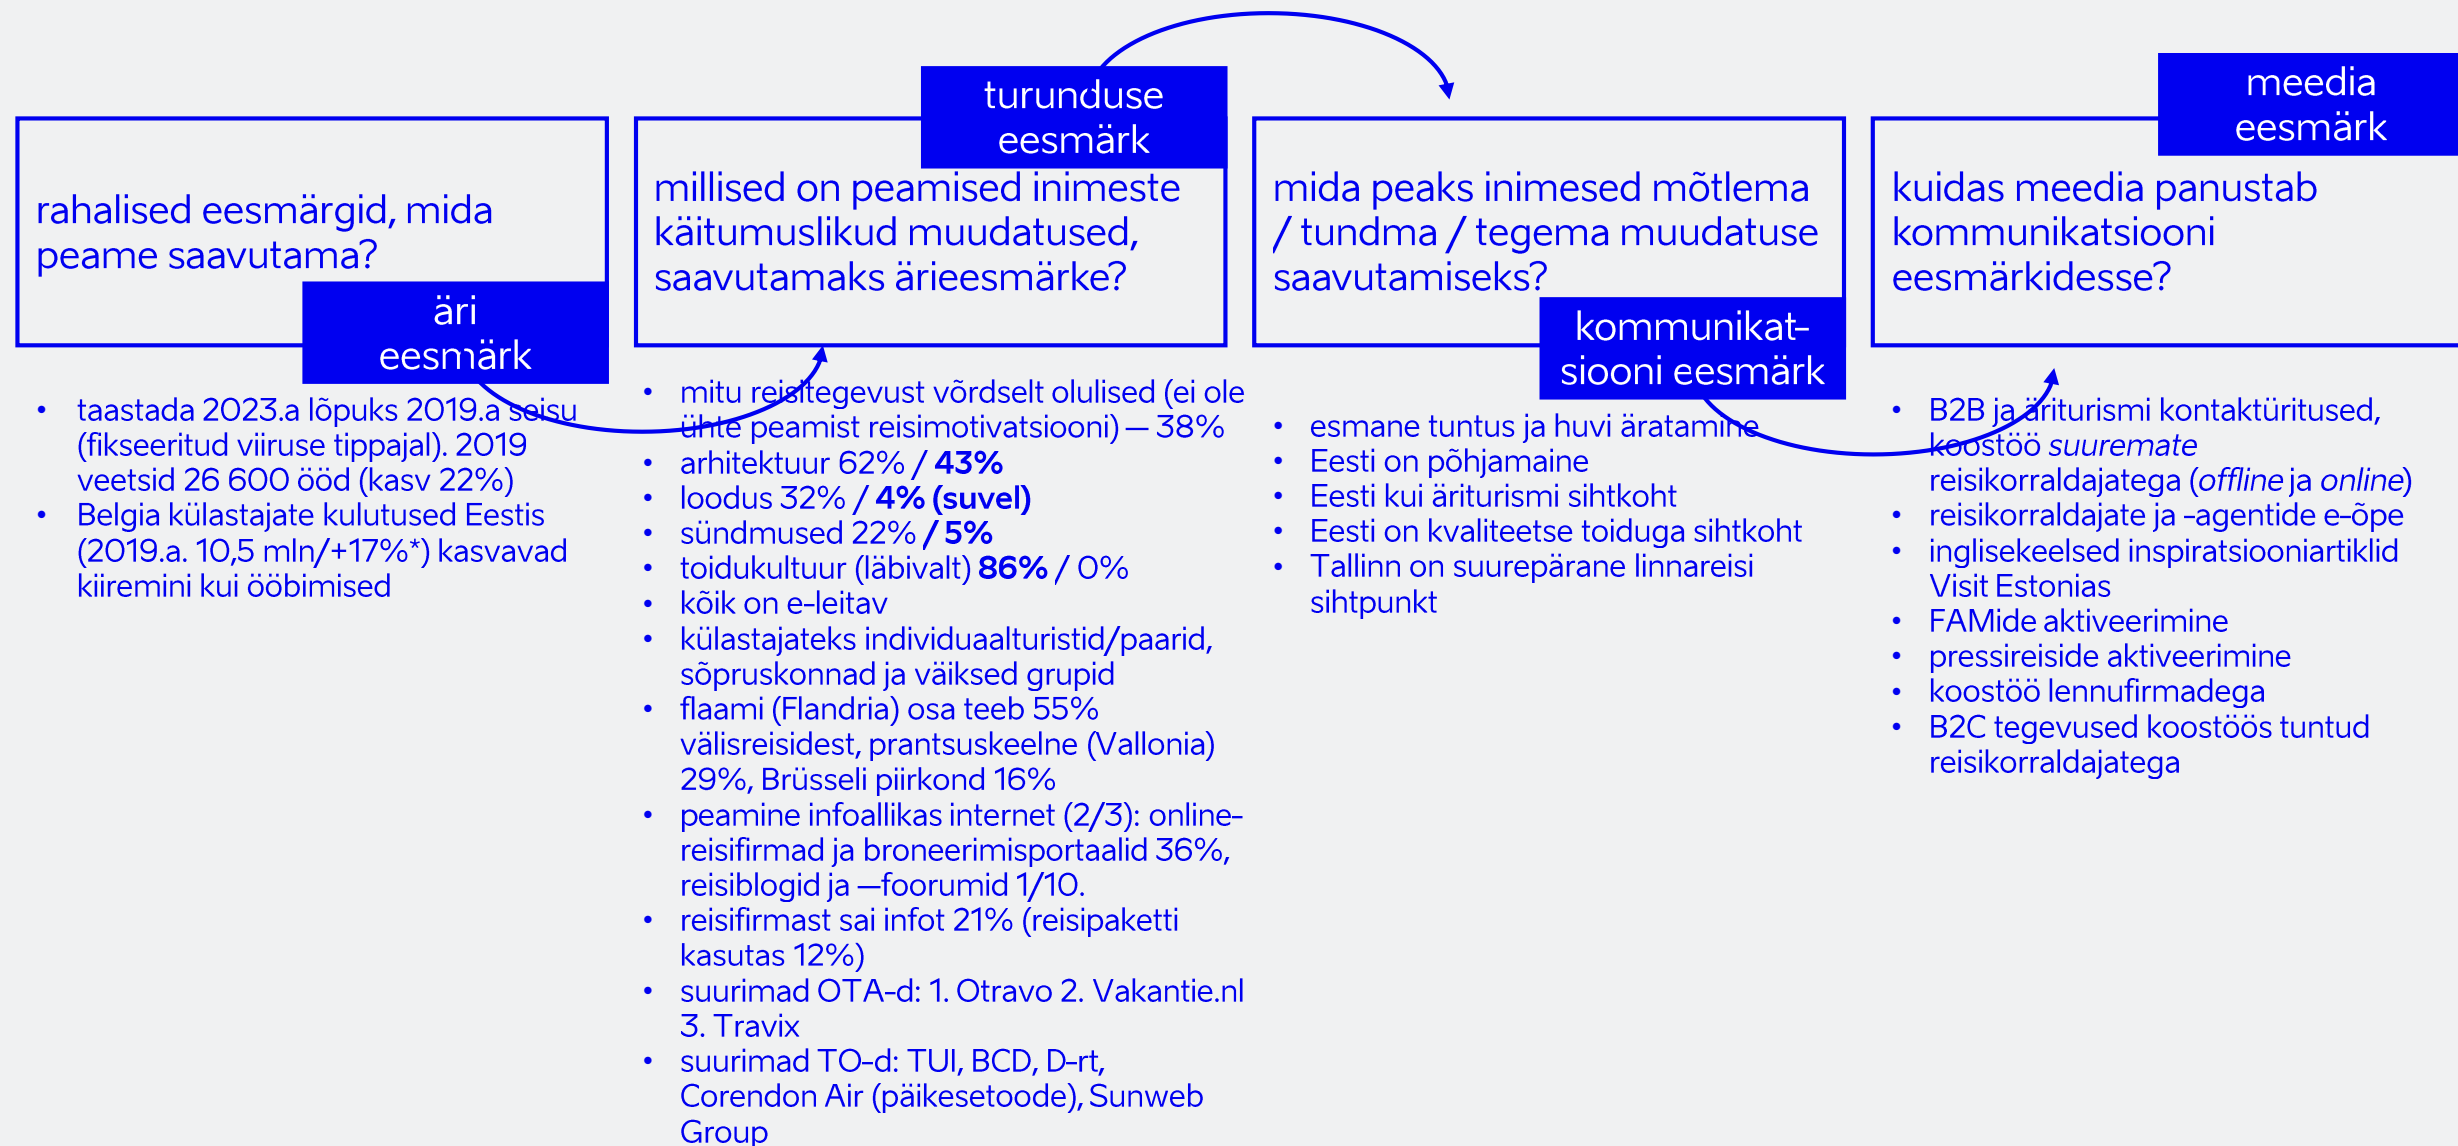 rahalised eesmärgid, mida
peame saavutama?
äri
eesmärk
• taastada 2023.a lõpuks 2019.a seisu
(fikseeritud viiruse tippajal). 2019
veetsid 26 600 ööd (kasv 22%)
• Belgia külastajate kulutused Eestis
(2019.a. 10,5 mln/+17%*) kasvavad
kiiremini kui ööbimised
turunduse
eesmärk
millised on peamised inimeste
käitumuslikud muudatused,
saavutamaks ärieesmärke?
• mitu reisitegevust võrdselt olulised (ei ole
ühte peamist reisimotivatsiooni) — 38%
• arhitektuur 62% / 43%
• loodus 32% / 4% (suvel)
• sündmused 22% / 5%
• toidukultuur (läbivalt) 86% / 0%
• kõik on e-leitav
• külastajateks individuaalturistid/paarid,
sõpruskonnad ja väiksed grupid
• flaami (Flandria) osa teeb 55%
välisreisidest, prantsuskeelne (Vallonia)
29%, Brüsseli piirkond 16%
• peamine infoallikas internet (2/3): online-
reisifirmad ja broneerimisportaalid 36%,
reisiblogid ja —foorumid 1/10.
• reisifirmast sai infot 21% (reisipaketti
kasutas 12%)
• suurimad OTA-d: 1. Otravo 2. Vakantie.nl
3. Travix
• suurimad TO-d: TUI, BCD, D-rt,
Corendon Air (päikesetoode), Sunweb
Group
mida peaks inimesed mõtlema
/ tundma / tegema muudatuse
saavutamiseks?
kommunikat-
siooni eesmärk
• esmane tuntus ja huvi äratamine
• Eesti on põhjamaine
• Eesti kui äriturismi sihtkoht
• Eesti on kvaliteetse toiduga sihtkoht
• Tallinn on suurepärane linnareisi
sihtpunkt
meedia
eesmärk
kuidas meedia panustab
kommunikatsiooni
eesmärkidesse?
• B2B ja äriturismi kontaktüritused,
koostöö suuremate
reisikorraldajatega (offline ja online)
• reisikorraldajate ja -agentide e-õpe
• inglisekeelsed inspiratsiooniartiklid
Visit Estonias
• FAMide aktiveerimine
• pressireiside aktiveerimine
• koostöö lennufirmadega
• B2C tegevused koostöös tuntud
reisikorraldajatega